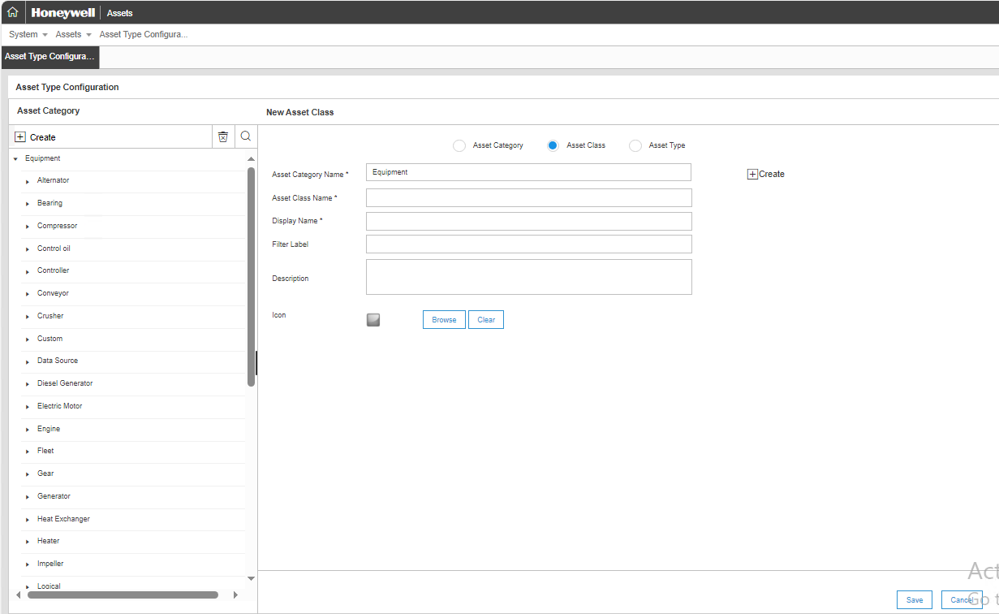 Honeywell Assets
System Assets Asset Type Configura...
Asset Type Configura...
Asset Type Configuration
Asset Category
New Asset Class
Create
Asset Category Asset Class Asset Type
Equipment
Alternator
Bearing
Compressor
Control oil
Controller
Conveyor
Crusher
Custom
Data Source
Diesel Generator
Electric Motor
Engine
Fleet
Gear
Generator
Heat Exchanger
Heater
Impeller
Logical
Asset Category Name * Equipment Create
Asset Class Name *
Display Name *
Filter Label
Description
Icon Browse Clear
Act
Go t
Save Cancel